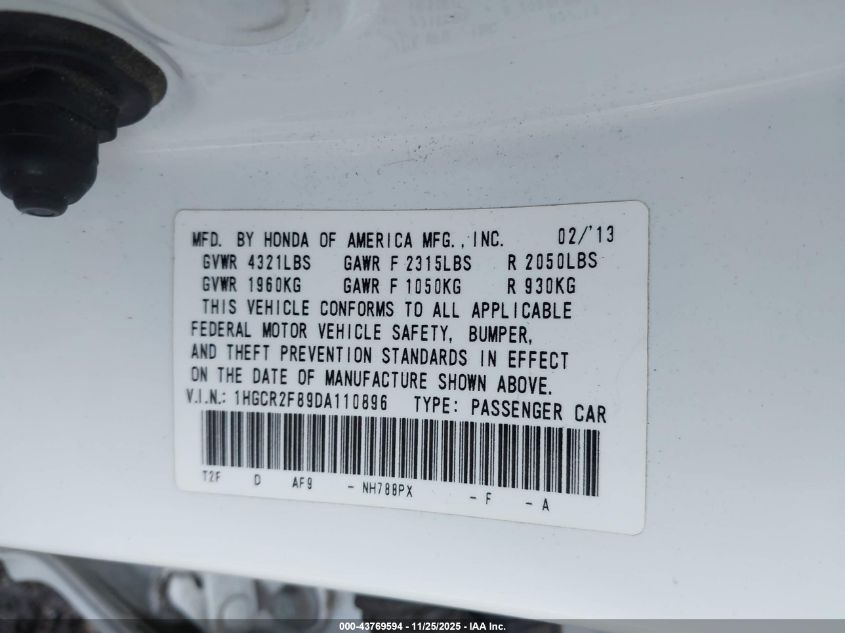 MFD. BY HONDA OF AMERICA MFG., INC. 02/'13
GVWR 4321LBS GAWR F 2315LBS R 2050LBS
GVWR 1960KG GAWR F 1050KG R 930KG
THIS VEHICLE CONFORMS TO ALL APPLICABLE
FEDERAL MOTOR VEHICLE SAFETY, BUMPER,
AND THEFT PREVENTION STANDARDS IN EFFECT
ON THE DATE OF MANUFACTURE SHOWN ABOVE.
V.I.N.: 1HGCR2F89DA110896 TYPE: PASSENGER CAR
T2F D AF9 - NH788PX - F - A
000-43769594 - 11/25/2025 - IAA Inc.